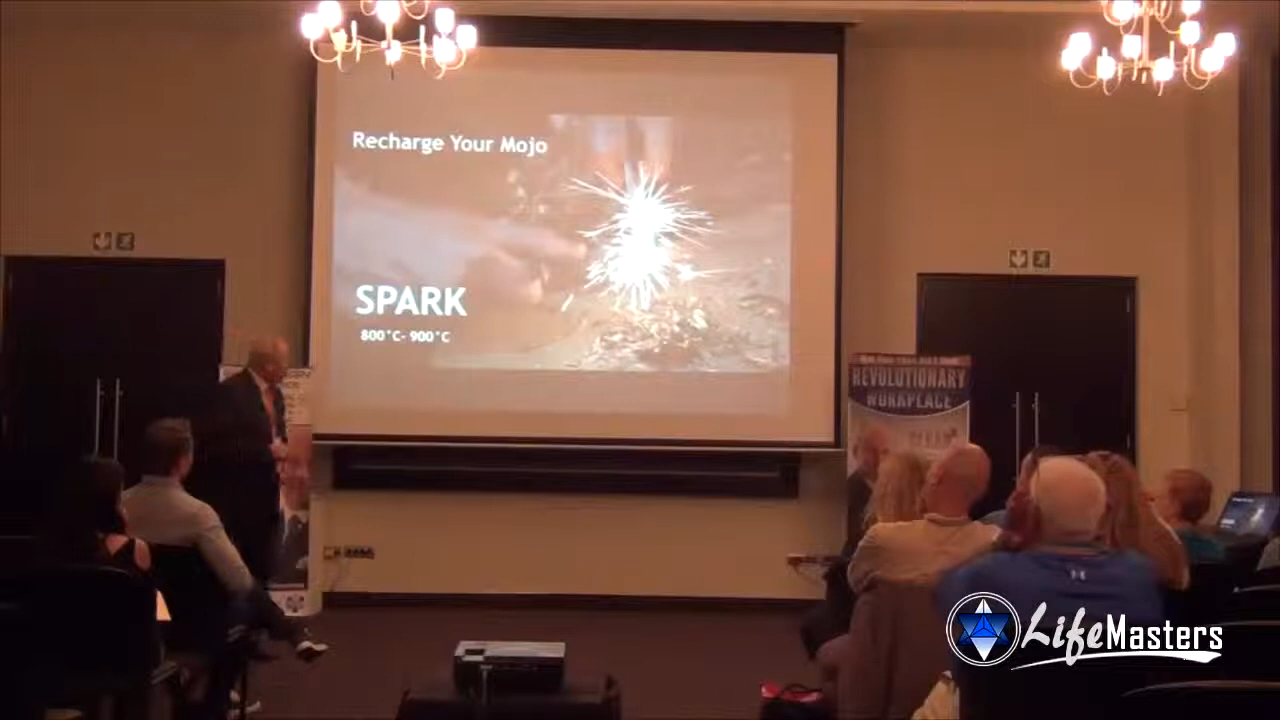 Recharge Your Mojo
SPARK
800°C- 900°C
REVOLUTIONARY
WORKPLACE
LifeMasters